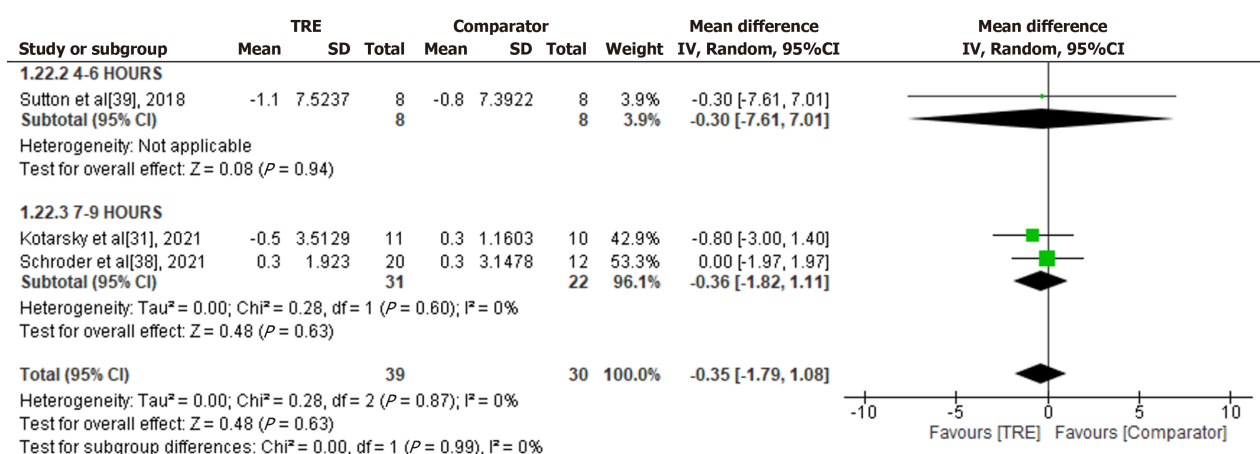 TRE Comparator Mean difference Mean difference
Study or subgroup Mean SD Total Mean SD Total Weight IV, Random, 95%CI IV, Random, 95%CI
1.22.2 4-6 HOURS
Sutton et al[39], 2018 -1.1 7.5237 8 -0.8 7.3922 8 3.9% -0.30 [-7.61, 7.01]
Subtotal (95% CI) 8 8 3.9% -0.30 [-7.61, 7.01]
Heterogeneity: Not applicable
Test for overall effect: Z = 0.08 (P = 0.94)
1.22.3 7-9 HOURS
Kotarsky et al[31], 2021 -0.5 3.5129 11 0.3 1.1603 10 42.9% -0.80 [-3.00, 1.40]
Schroder et al[38], 2021 0.3 1.923 20 0.3 3.1478 12 53.3% 0.00 [-1.97, 1.97]
Subtotal (95% CI) 31 22 96.1% -0.36 [-1.82, 1.11]
Heterogeneity: Tau² = 0.00; Chi² = 0.28, df = 1 (P = 0.60); I² = 0%
Test for overall effect: Z = 0.48 (P = 0.63)
Total (95% CI) 39 30 100.0% -0.35 [-1.79, 1.08]
Heterogeneity: Tau² = 0.00; Chi² = 0.28, df = 2 (P = 0.87); I² = 0%
Test for overall effect: Z = 0.48 (P = 0.63)
Test for subgroup differences: Chi² = 0.00, df = 1 (P = 0.99), I² = 0%
-10 -5 0 5 10
Favours [TRE] Favours [Comparator]